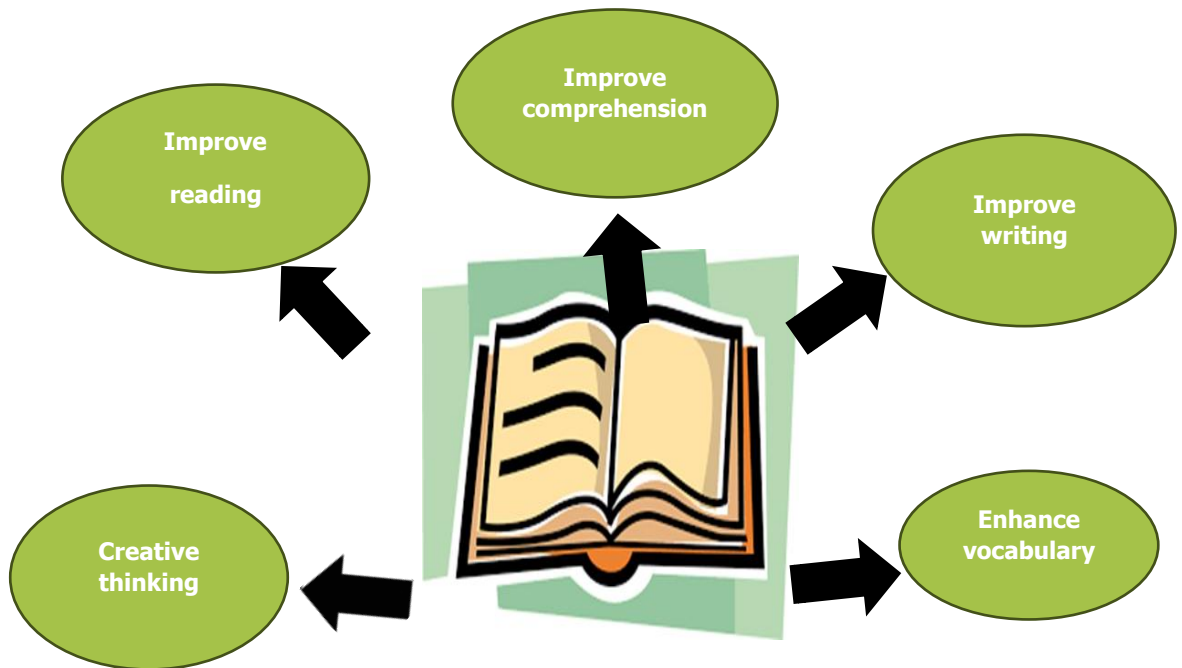 Improve
comprehension
Improve
reading
Improve
writing
Creative
thinking
Enhance
vocabulary